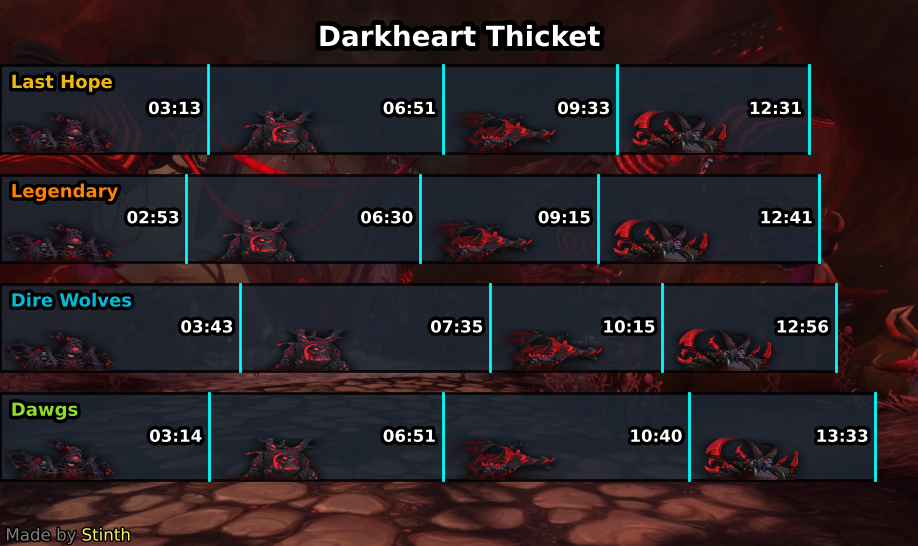 Darkheart Thicket
Last Hope
03:13 06:51 09:33 12:31
Legendary
02:53 06:30 09:15 12:41
Dire Wolves
03:43 07:35 10:15 12:56
Dawgs
03:14 06:51 10:40 13:33
Made by Stinth